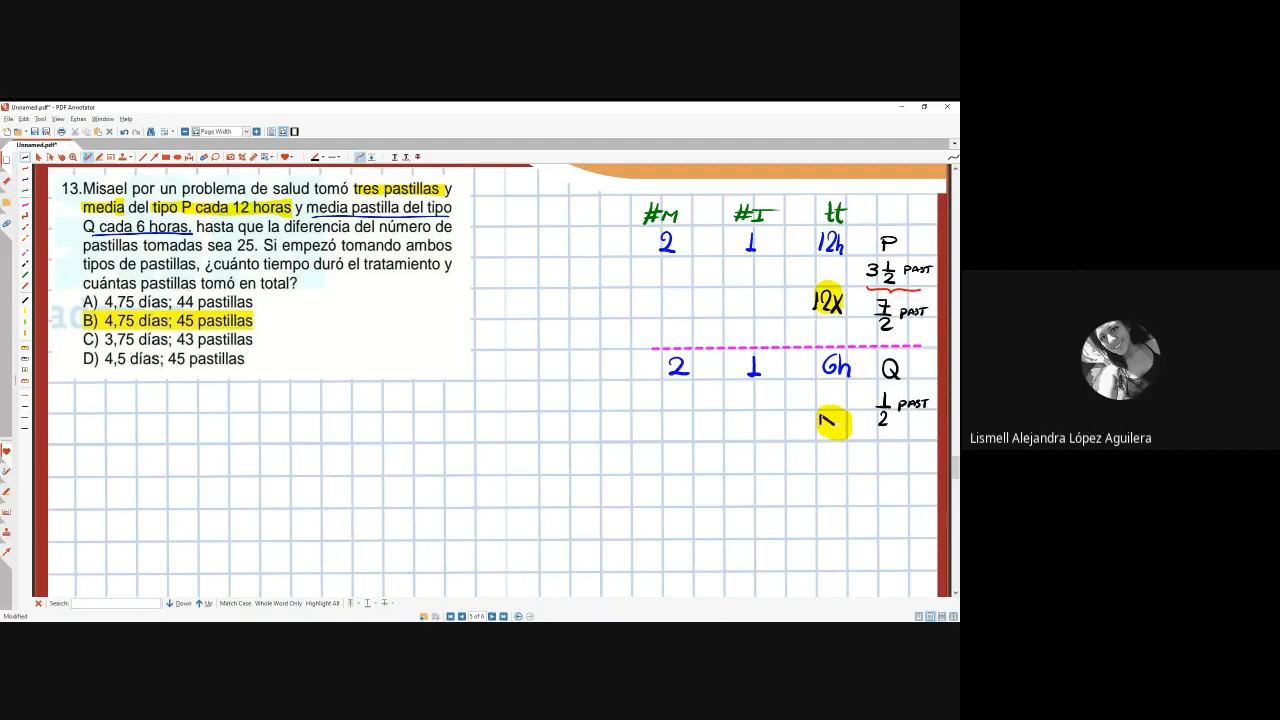 Unnamed.pdf* - PDF Annotator
File Edit Tool View Extras Window Help
Page Width
Unnamed.pdf*
13.Misael por un problema de salud tomó tres pastillas y
media del tipo P cada 12 horas y media pastilla del tipo
Q cada 6 horas, hasta que la diferencia del número de
pastillas tomadas sea 25. Si empezó tomando ambos
tipos de pastillas, ¿cuánto tiempo duró el tratamiento y
cuántas pastillas tomó en total?
A) 4,75 días; 44 pastillas
B) 4,75 días; 45 pastillas
C) 3,75 días; 43 pastillas
D) 4,5 días; 45 pastillas
#M #I tt
2 1 12h P
3 1/2 PAST
12x 7/2 PAST
2 1 6h Q
1/2 PAST
Lismell Alejandra López Aguilera
Search: Down Up Match Case Whole Word Only Highlight All
Modified
5 of 6